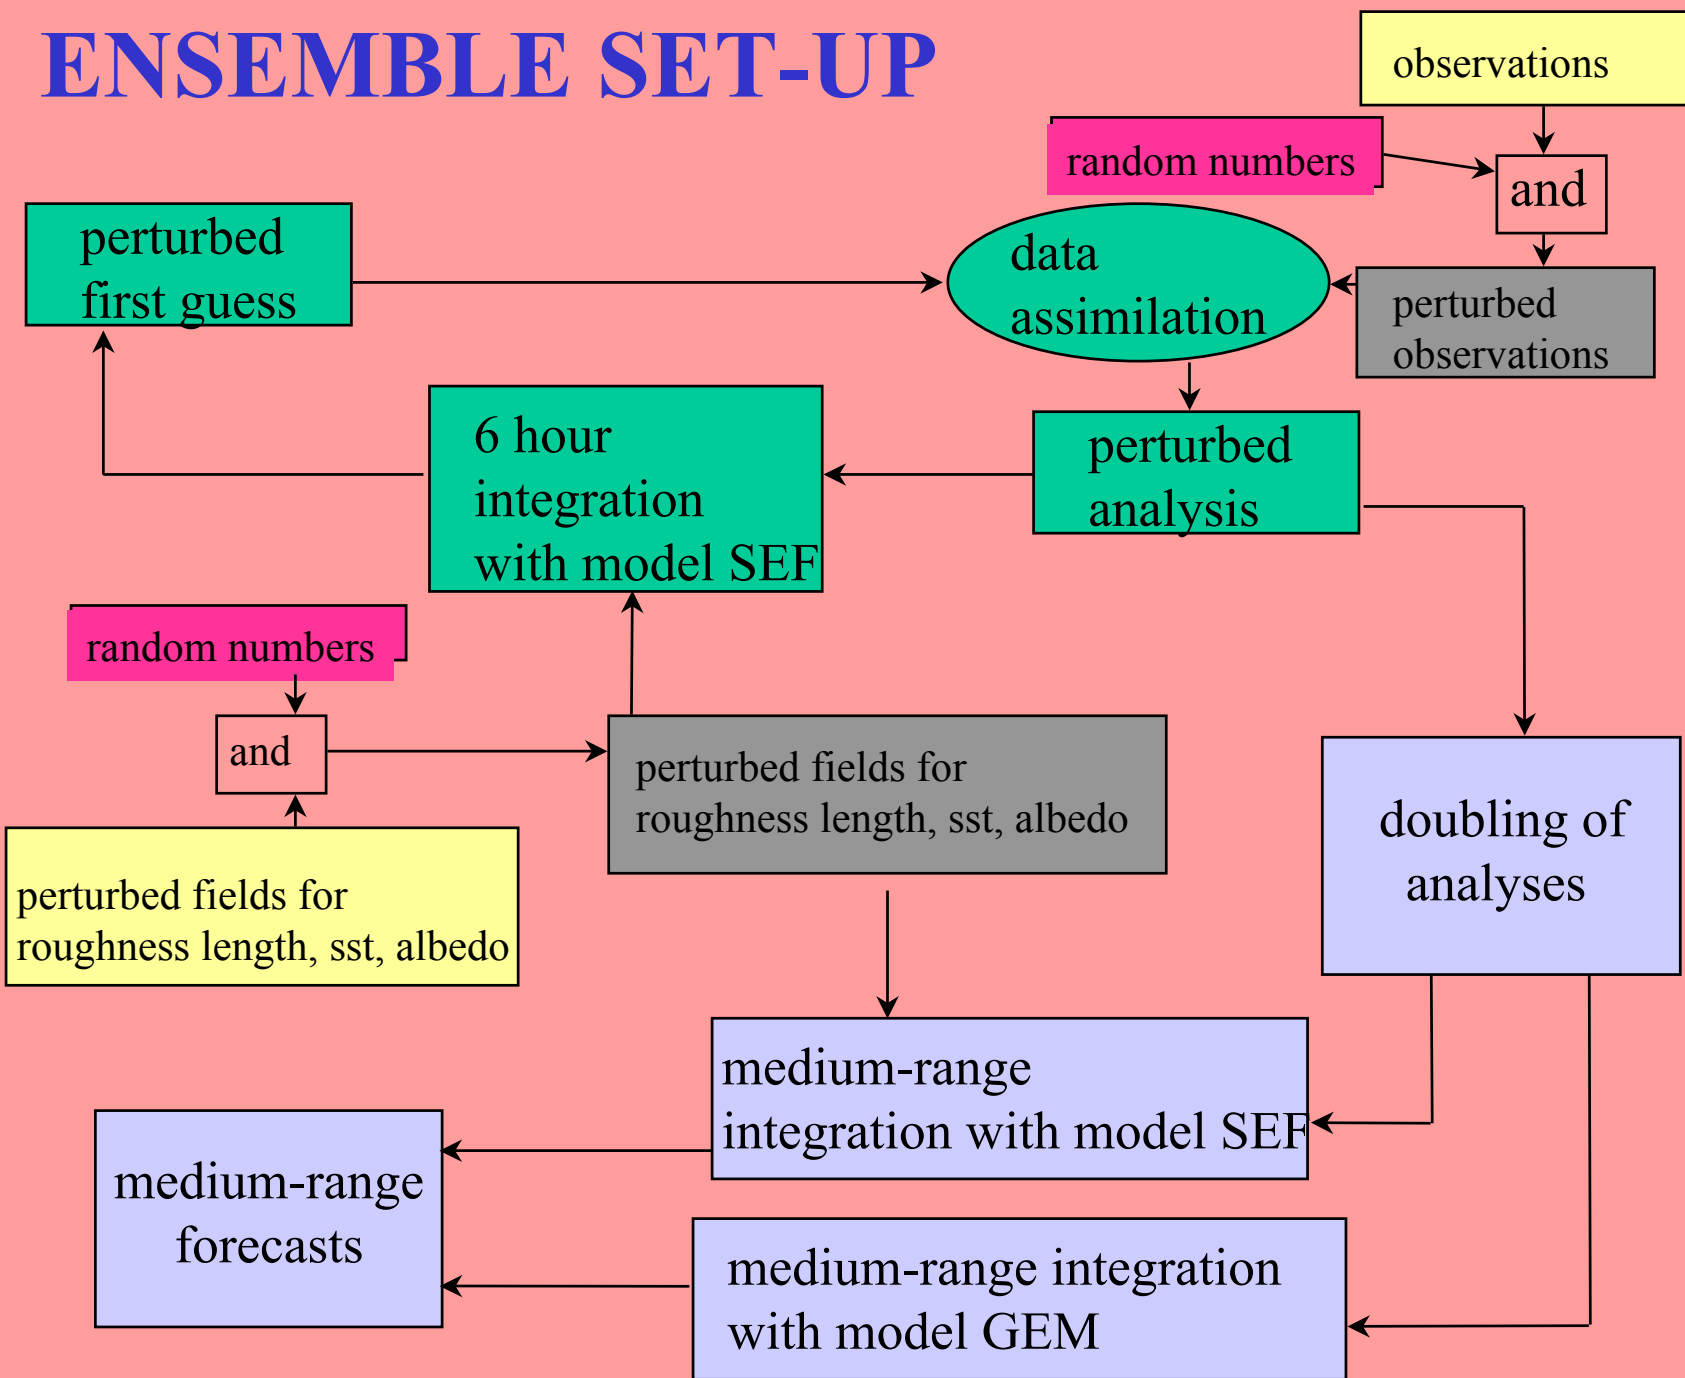 ENSEMBLE SET-UP
observations
random numbers
and
perturbed
first guess
data
assimilation
perturbed
observations
6 hour
integration
with model SEF
perturbed
analysis
random numbers
and
perturbed fields for
roughness length, sst, albedo
perturbed fields for
roughness length, sst, albedo
doubling of
analyses
medium-range
integration with model SEF
medium-range
forecasts
medium-range integration
with model GEM